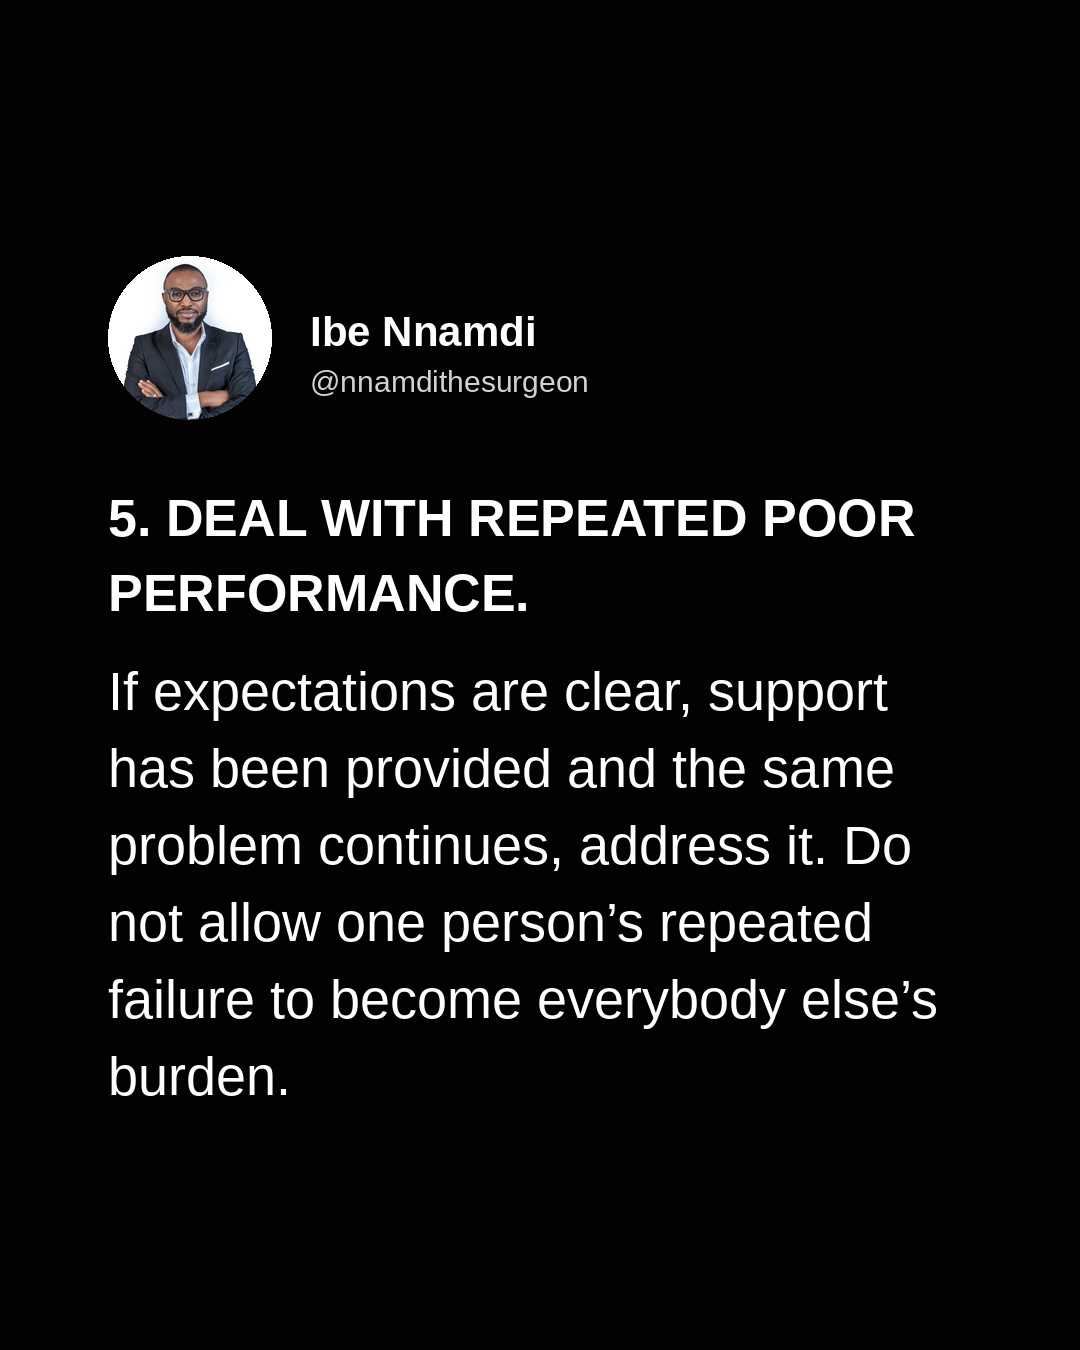 Ibe Nnamdi
@nnamdithesurgeon
5. DEAL WITH REPEATED POOR
PERFORMANCE.
If expectations are clear, support
has been provided and the same
problem continues, address it. Do
not allow one person’s repeated
failure to become everybody else’s
burden.